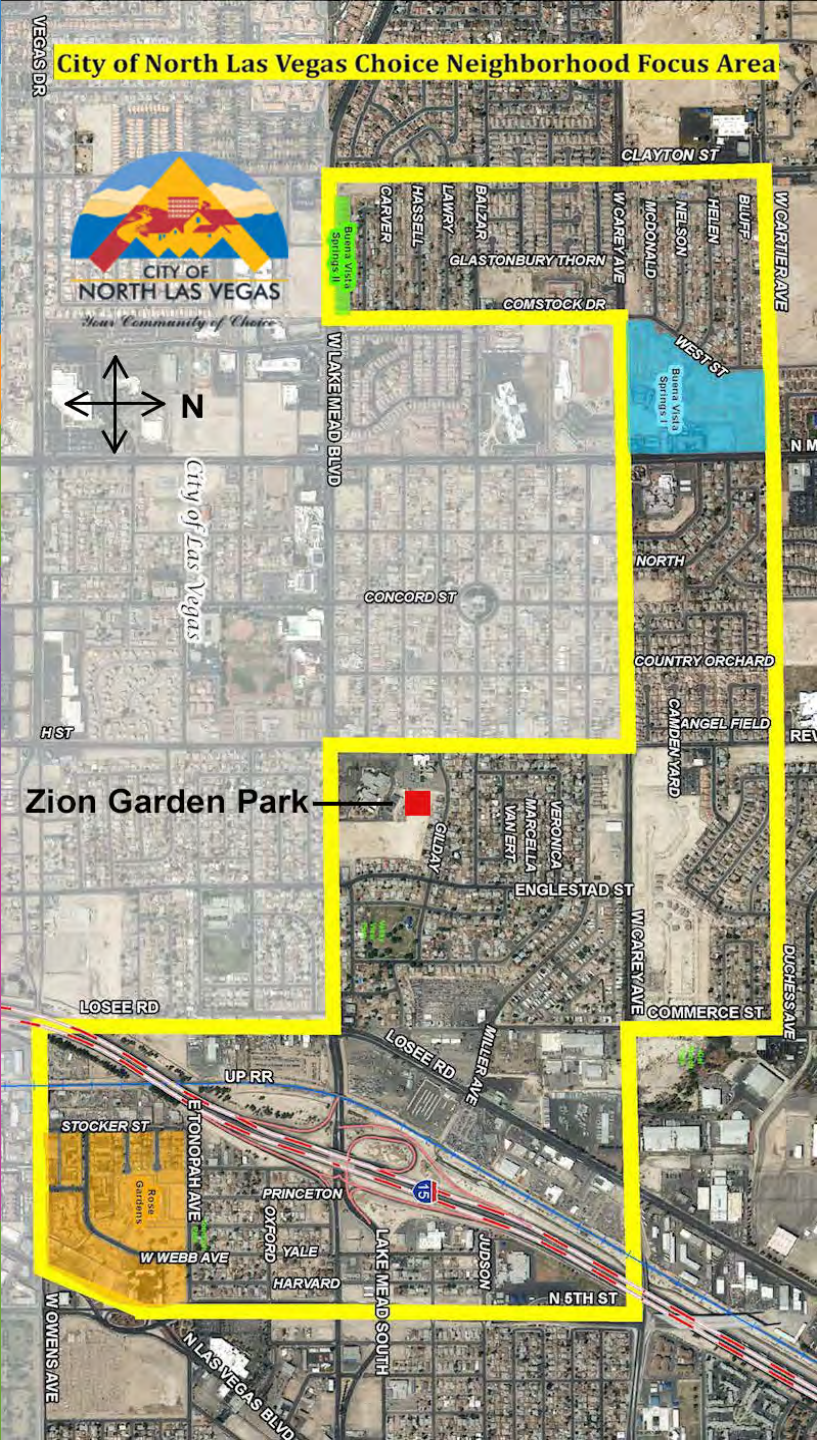 City of North Las Vegas Choice Neighborhood Focus Area
VEGAS DR
CLAYTON ST
CITY OF
NORTH LAS VEGAS
Your Community of Choice
CARVER
HASSELL
LAWRY
BALZAR
W CAREY AVE
MCDONALD
NELSON
HELEN
BLUFF
W CARTIER AVE
Buena Vista
Springs II
GLASTONBURY THORN
COMSTOCK DR
W LAKE MEAD BLVD
WEST ST
Buena Vista
Springs I
N
N M
City of Las Vegas
NORTH
CONCORD ST
COUNTRY ORCHARD
CAMDEN YARD
ANGEL FIELD
H ST
REV
Zion Garden Park
GILDAY
VAN ERT
MARCELLA
VERONICA
ENGLESTAD ST
W CAREY AVE
DUCHESS AVE
LOSEE RD
COMMERCE ST
LOSEE RD
MILLER AVE
UP RR
STOCKER ST
E TONOPAH AVE
Rose
Gardens
PRINCETON
15
OXFORD
YALE
W WEBB AVE
HARVARD
LAKE MEAD SOUTH
JUDSON
N 5TH ST
W OWENS AVE
N LAS VEGAS BLVD